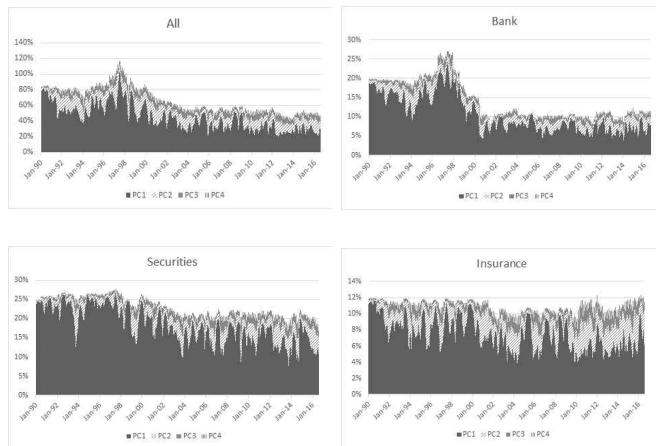 All
140%
120%
100%
80%
60%
40%
20%
0%
Jan-90 Jan-92 Jan-94 Jan-96 Jan-98 Jan-00 Jan-02 Jan-04 Jan-06 Jan-08 Jan-10 Jan-12 Jan-14 Jan-16
PC1 PC2 PC3 PC4
Bank
30%
25%
20%
15%
10%
5%
0%
Jan-90 Jan-92 Jan-94 Jan-96 Jan-98 Jan-00 Jan-02 Jan-04 Jan-06 Jan-08 Jan-10 Jan-12 Jan-14 Jan-16
PC1 PC2 PC3 PC4
Securities
30%
25%
20%
15%
10%
5%
0%
Jan-90 Jan-92 Jan-94 Jan-96 Jan-98 Jan-00 Jan-02 Jan-04 Jan-06 Jan-08 Jan-10 Jan-12 Jan-14 Jan-16
PC1 PC2 PC3 PC4
Insurance
14%
12%
10%
8%
6%
4%
2%
0%
Jan-90 Jan-92 Jan-94 Jan-96 Jan-98 Jan-00 Jan-02 Jan-04 Jan-06 Jan-08 Jan-10 Jan-12 Jan-14 Jan-16
PC1 PC2 PC3 PC4